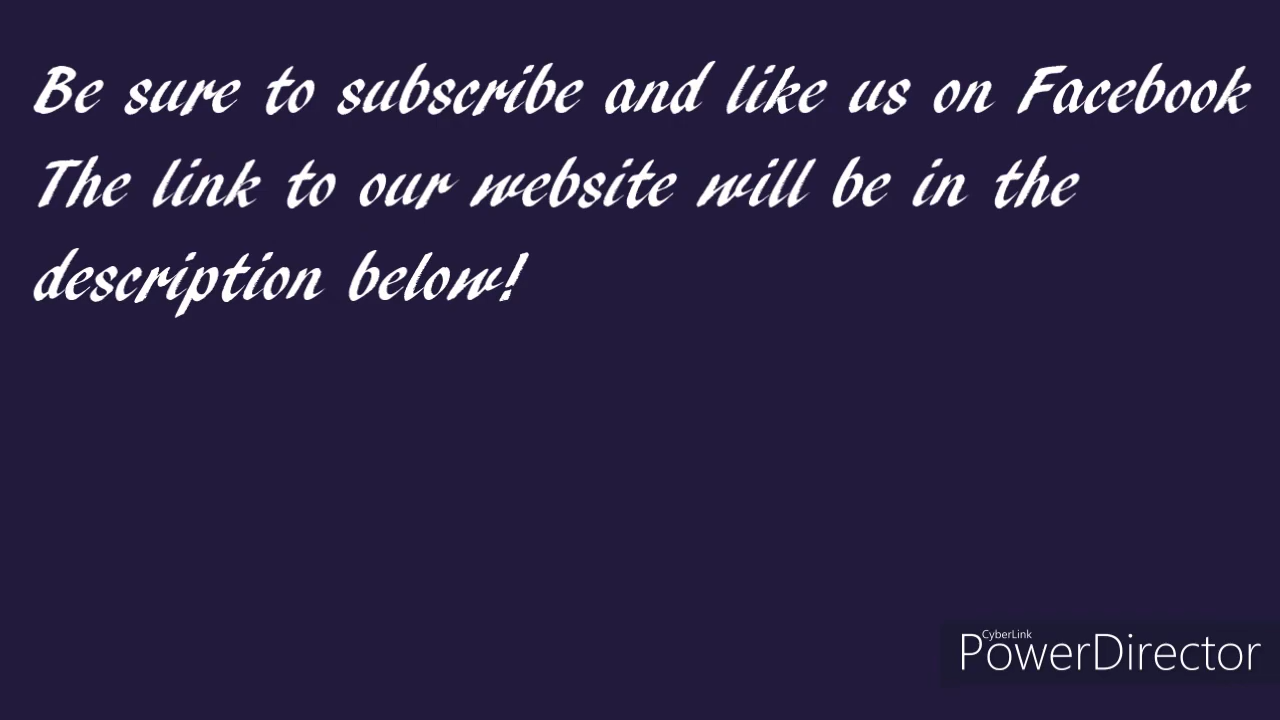 Be sure to subscribe and like us on Facebook
The link to our website will be in the
description below!
CyberLink
PowerDirector